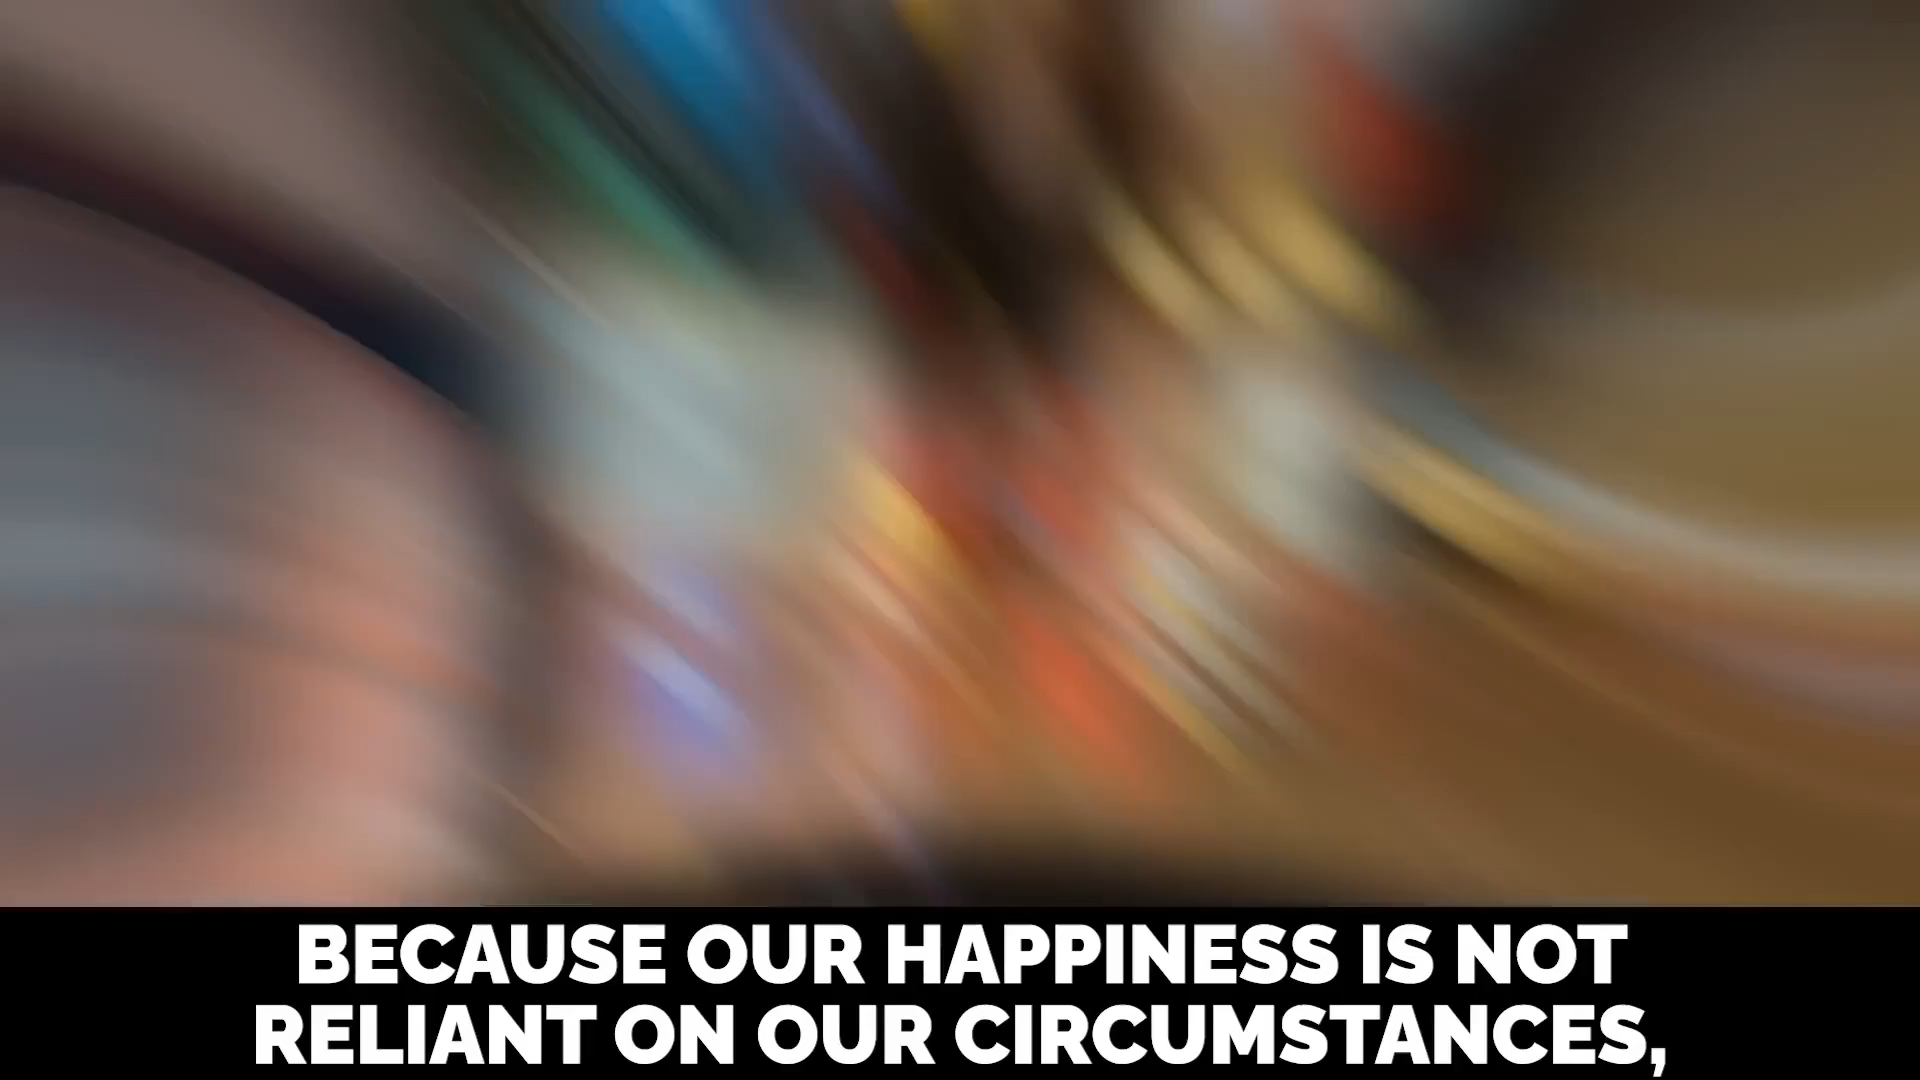 BECAUSE OUR HAPPINESS IS NOT
RELIANT ON OUR CIRCUMSTANCES,